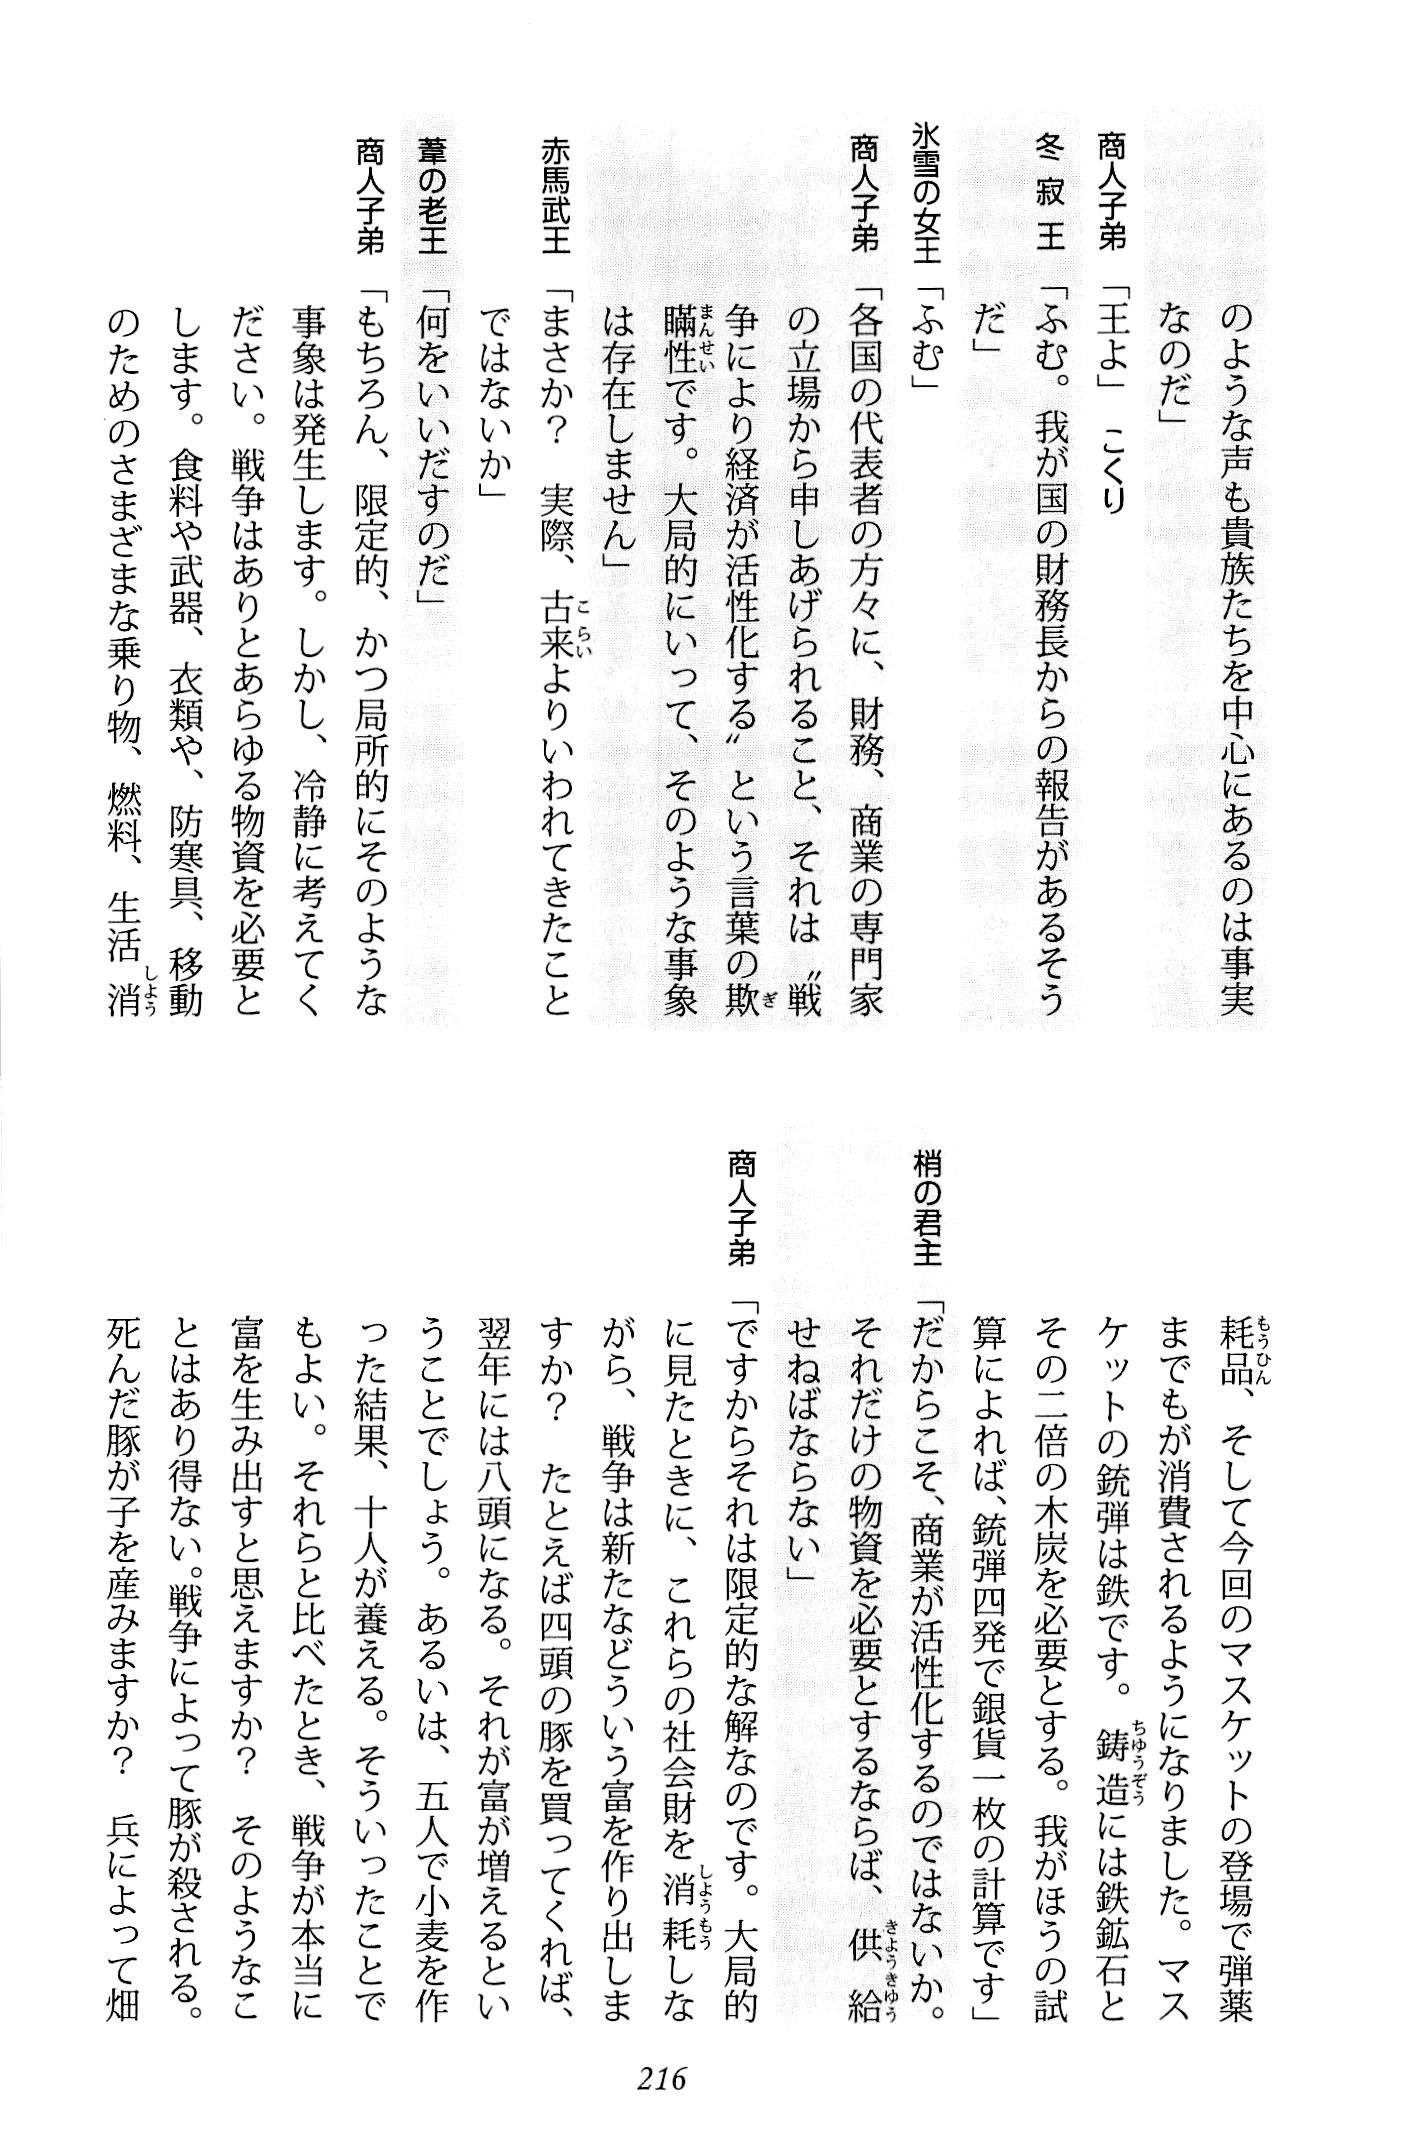 のような声も貴族たちを中心にあるのは事実
なのだ」
商人子弟「王よ」　こくり
冬寂王「ふむ。我が国の財務長からの報告があるそう
だ」
氷雪の女王「ふむ」
商人子弟「各国の代表者の方々に、財務、商業の専門家
の立場から申しあげられること、それは〝戦
争により経済が活性化する〟という言葉の欺
瞞性です。大局的にいって、そのような事象
は存在しません」
赤馬武王「まさか？　実際、古来よりいわれてきたこと
ではないか」
葦の老王「何をいいだすのだ」
商人子弟「もちろん、限定的、かつ局所的にそのような
事象は発生します。しかし、冷静に考えてく
ださい。戦争はありとあらゆる物資を必要と
します。食料や武器、衣類や、防寒具、移動
のためのさまざまな乗り物、燃料、生活消
耗品、そして今回のマスケットの登場で弾薬
までもが消費されるようになりました。マス
ケットの銃弾は鉄です。鋳造には鉄鉱石と
その二倍の木炭を必要とする。我がほうの試
算によれば、銃弾四発で銀貨一枚の計算です」
梢の君主「だからこそ、商業が活性化するのではないか。
それだけの物資を必要とするならば、供給
せねばならない」
商人子弟「ですからそれは限定的な解なのです。大局的
に見たときに、これらの社会財を消耗しな
がら、戦争は新たなどういう富を作り出しま
すか？　たとえば四頭の豚を買ってくれば、
翌年には八頭になる。それが富が増えるとい
うことでしょう。あるいは、五人で小麦を作
った結果、十人が養える。そういったことで
もよい。それらと比べたとき、戦争が本当に
富を生み出すと思えますか？　そのようなこ
とはあり得ない。戦争によって豚が殺される。
死んだ豚が子を産みますか？　兵によって畑
216